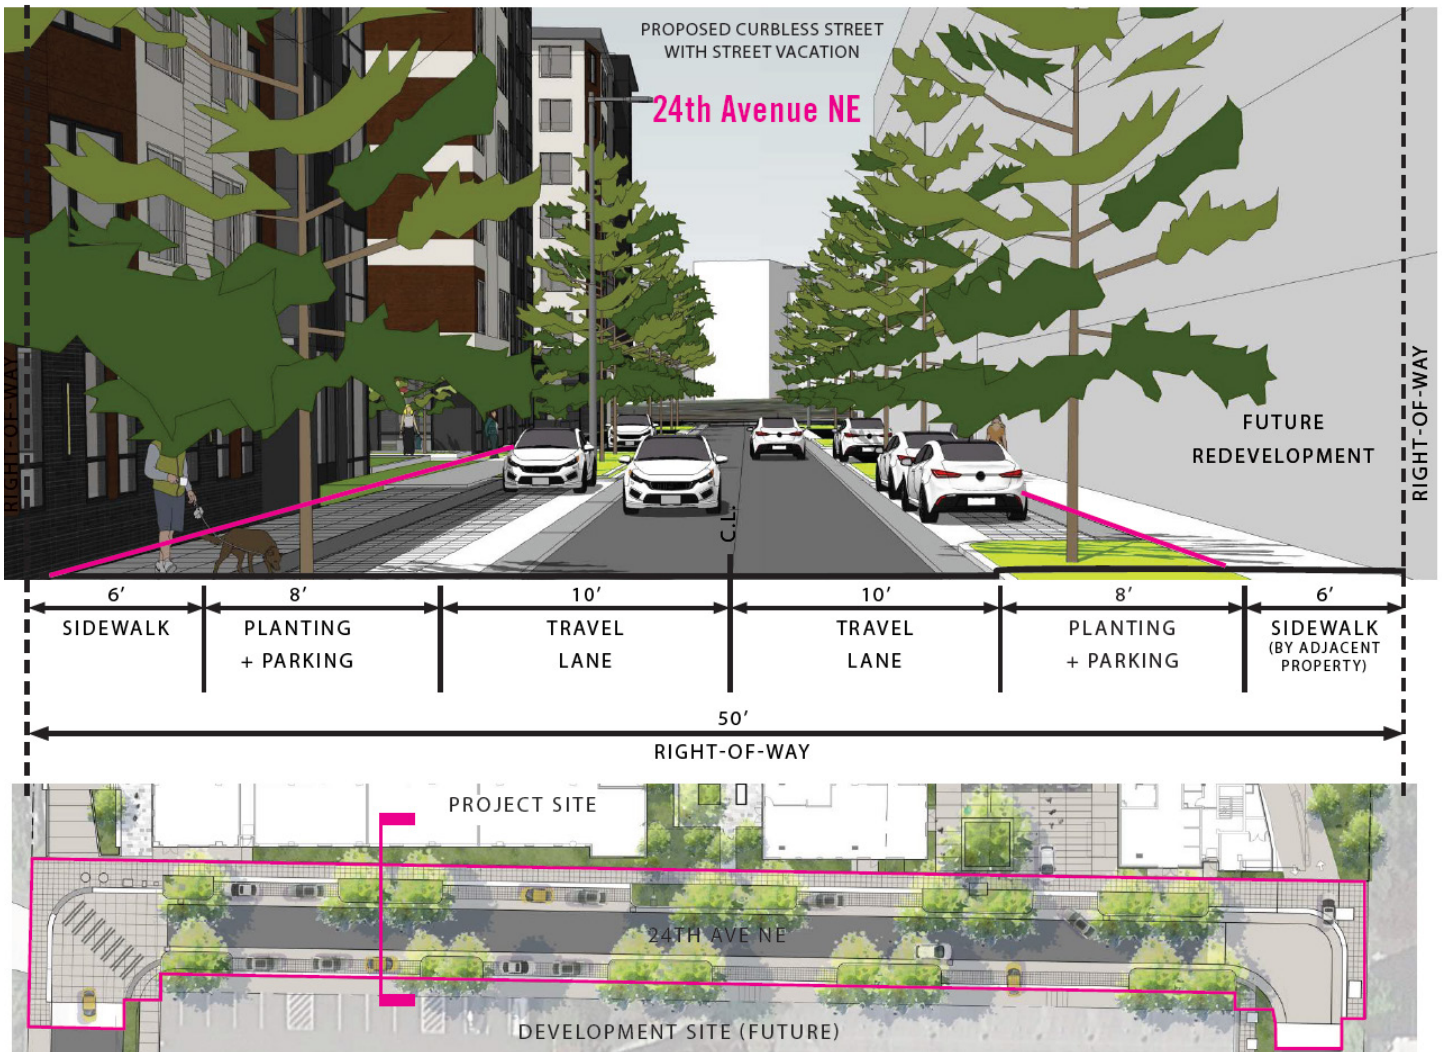 PROPOSED CURBLESS STREET
WITH STREET VACATION
24th Avenue NE
RIGHT-OF-WAY
FUTURE
REDEVELOPMENT
RIGHT-OF-WAY
C.L.
6’
8’
10’
10’
8’
6’
SIDEWALK
PLANTING
+ PARKING
TRAVEL
LANE
TRAVEL
LANE
PLANTING
+ PARKING
SIDEWALK
(BY ADJACENT
PROPERTY)
50’
RIGHT-OF-WAY
PROJECT SITE
24TH AVE NE
DEVELOPMENT SITE (FUTURE)